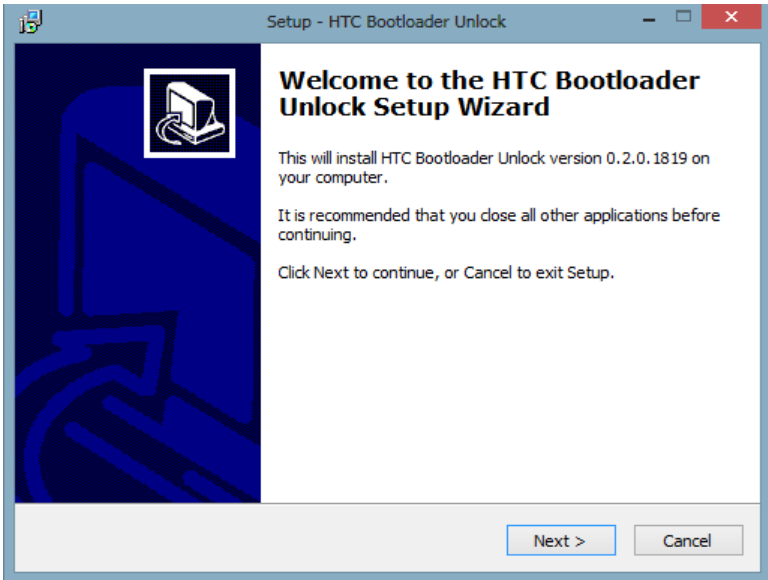 Setup - HTC Bootloader Unlock
Welcome to the HTC Bootloader
Unlock Setup Wizard
This will install HTC Bootloader Unlock version 0.2.0.1819 on
your computer.
It is recommended that you close all other applications before
continuing.
Click Next to continue, or Cancel to exit Setup.
Next >
Cancel